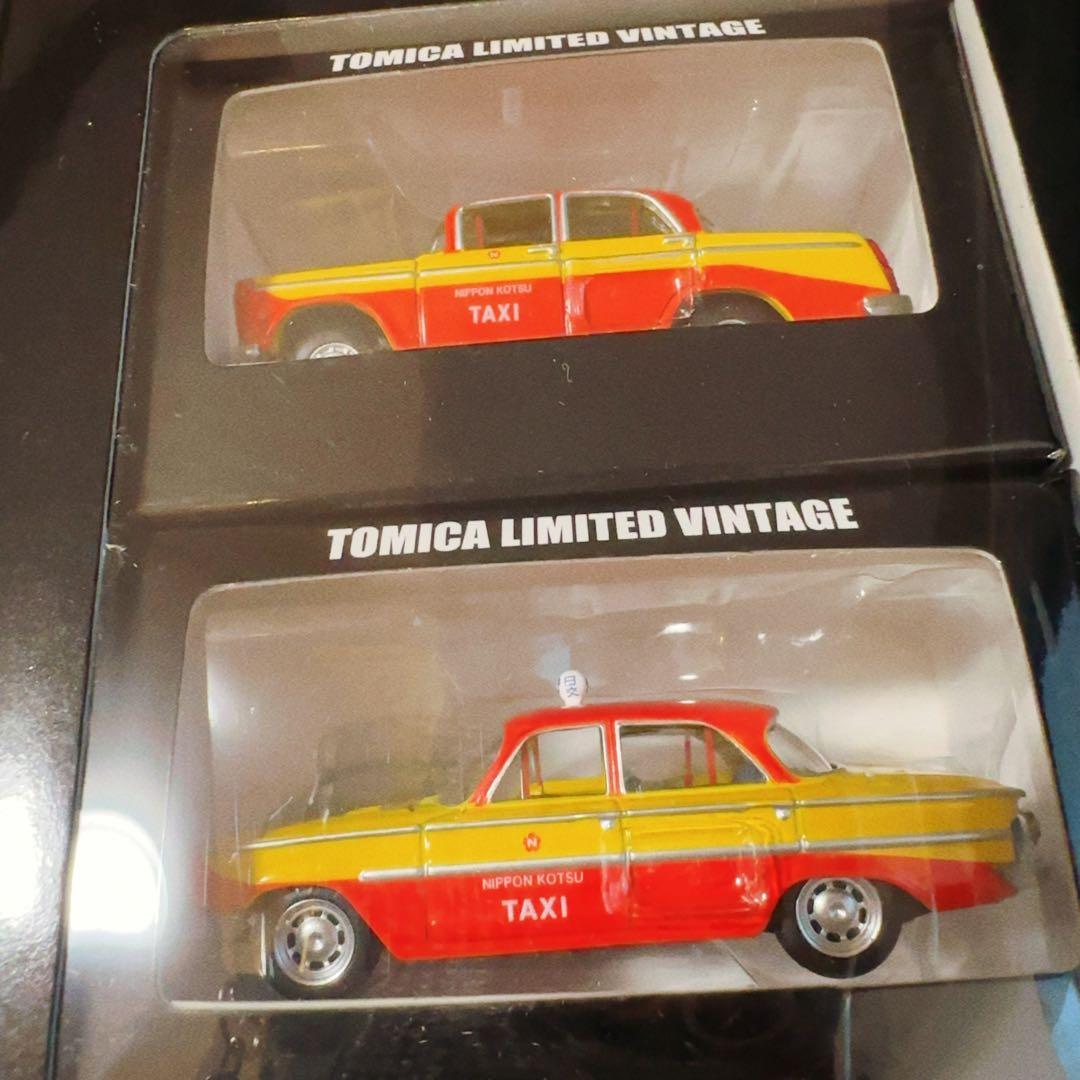 TOMICA LIMITED VINTAGE
N
NIPPON KOTSU
TAXI
TOMICA LIMITED VINTAGE
日交
N
NIPPON KOTSU
TAXI